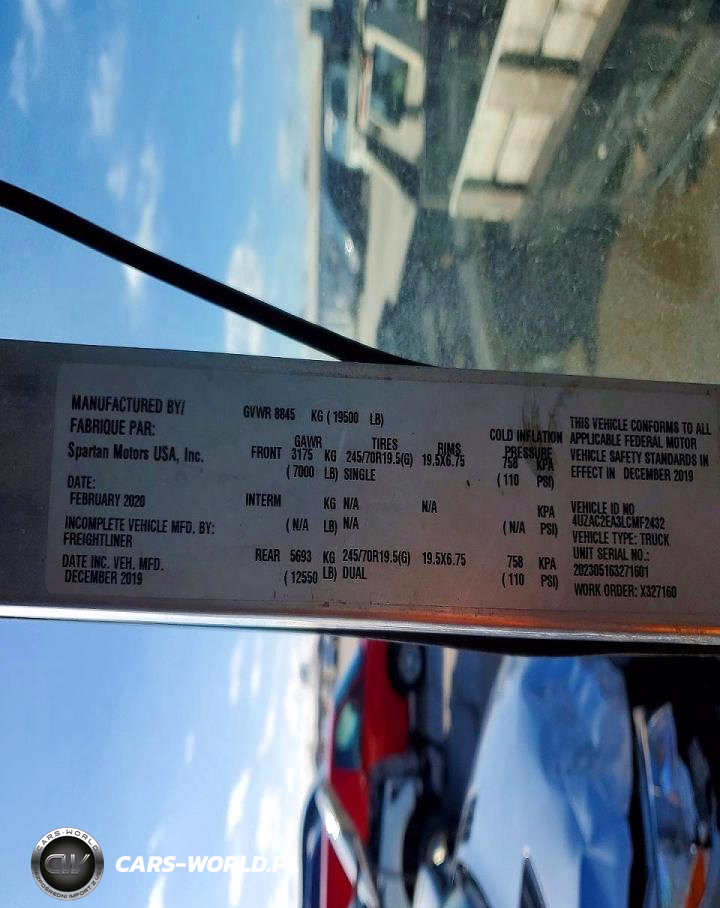 MANUFACTURED BY/
FABRIQUE PAR:
Spartan Motors USA, Inc.
DATE:
FEBRUARY 2020
INCOMPLETE VEHICLE MFD. BY:
FREIGHTLINER
DATE INC. VEH. MFD.
DECEMBER 2019
GVWR 8845 KG (19500 LB)
GAWR TIRES RIMS COLD INFLATION PRESSURE
FRONT 3175 KG 245/70R19.5(G) 19.5X6.75 758 KPA
(7000 LB) SINGLE (110 PSI)
INTERM KG N/A N/A KPA
(N/A LB) N/A (N/A PSI)
REAR 5693 KG 245/70R19.5(G) 19.5X6.75 758 KPA
(12550 LB) DUAL (110 PSI)
THIS VEHICLE CONFORMS TO ALL
APPLICABLE FEDERAL MOTOR
VEHICLE SAFETY STANDARDS IN
EFFECT IN DECEMBER 2019
VEHICLE ID NO
4UZAC2EA3LCMF2432
VEHICLE TYPE: TRUCK
UNIT SERIAL NO.:
202305163271601
WORK ORDER: X327160
CARS-WORLD
CW
CARS-WORLD.P